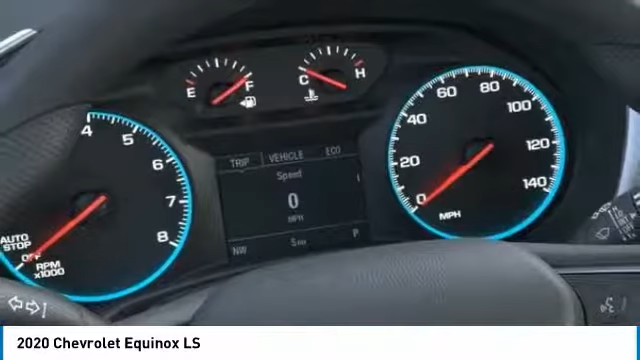 E F
C H
4 5 6 7 8
AUTO
STOP
OFF
RPM
x1000
TRIP VEHICLE ECO
Speed
0
MPH
NW P
0 20 40 60 80 100 120 140
MPH
2020 Chevrolet Equinox LS